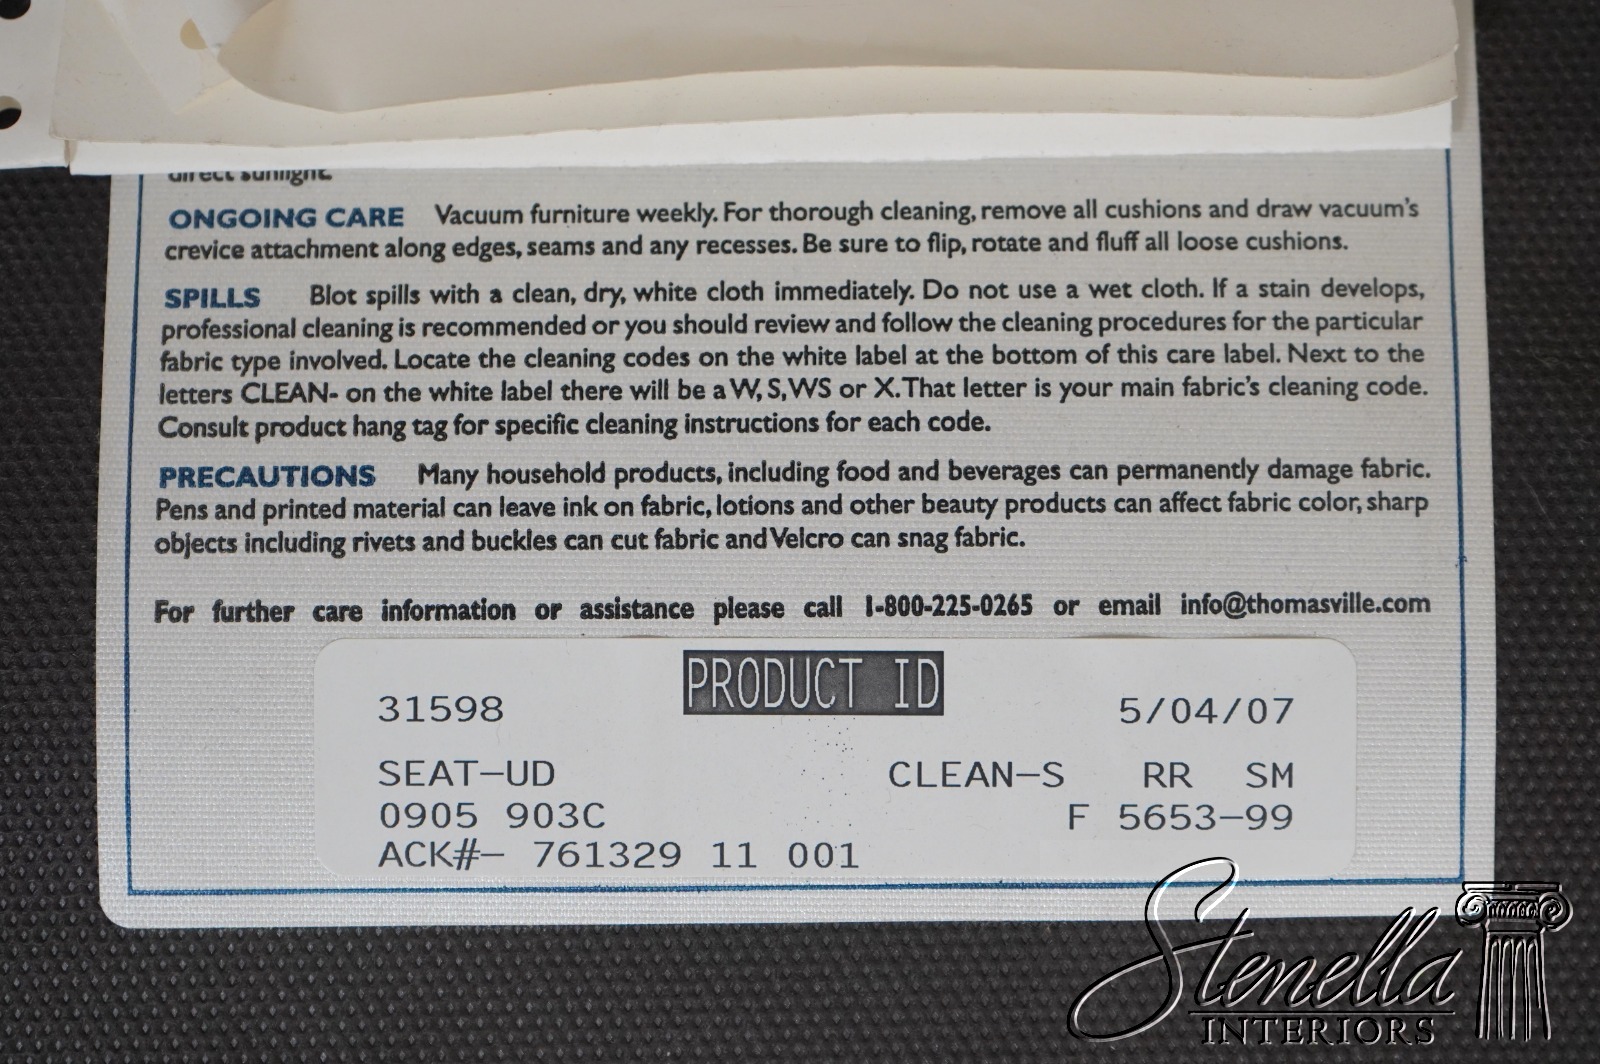 direct sunlight.
ONGOING CARE Vacuum furniture weekly. For thorough cleaning, remove all cushions and draw vacuum's
crevice attachment along edges, seams and any recesses. Be sure to flip, rotate and fluff all loose cushions.
SPILLS Blot spills with a clean, dry, white cloth immediately. Do not use a wet cloth. If a stain develops,
professional cleaning is recommended or you should review and follow the cleaning procedures for the particular
fabric type involved. Locate the cleaning codes on the white label at the bottom of this care label. Next to the
letters CLEAN- on the white label there will be a W, S, WS or X. That letter is your main fabric's cleaning code.
Consult product hang tag for specific cleaning instructions for each code.
PRECAUTIONS Many household products, including food and beverages can permanently damage fabric.
Pens and printed material can leave ink on fabric, lotions and other beauty products can affect fabric color, sharp
objects including rivets and buckles can cut fabric and Velcro can snag fabric.
For further care information or assistance please call 1-800-225-0265 or email info@thomasville.com
PRODUCT ID
31598 5/04/07
SEAT-UD CLEAN-S RR SM
0905 903C F 5653-99
ACK#- 761329 11 001
Stenella
INTERIORS